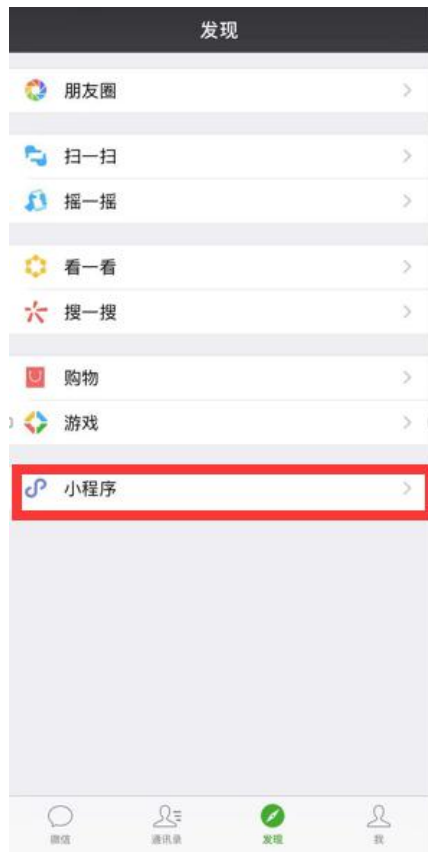 发现
朋友圈
扫一扫
摇一摇
看一看
搜一搜
购物
游戏
小程序
微信
通讯录
发现
我